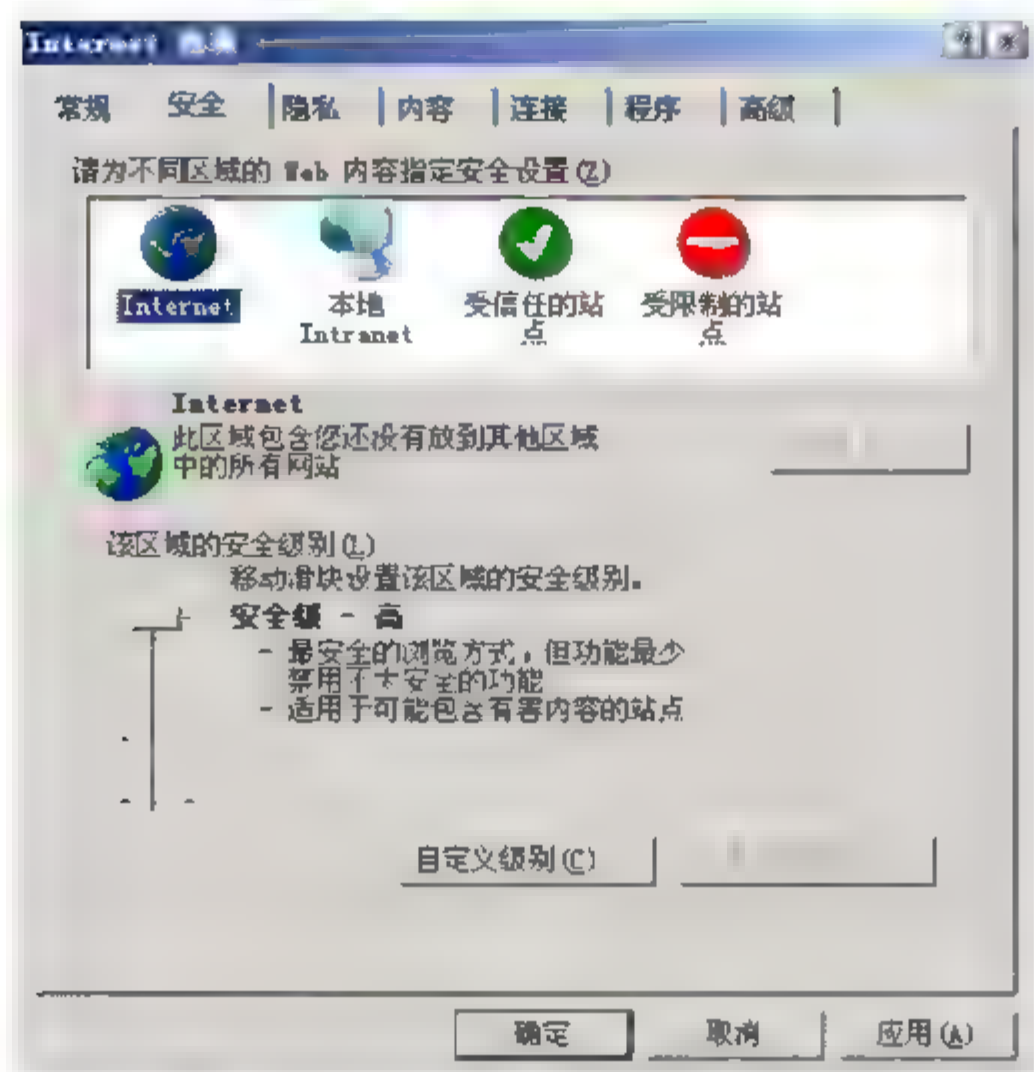 Internet
常规 安全 隐私 内容 连接 程序 高级
请为不同区域的 Web 内容指定安全设置(Z)
Internet 本地 Intranet 受信任的站点 受限制的站点
Internet
此区域包含您还没有放到其他区域
中的所有网站
该区域的安全级别(L)
移动滑块设置该区域的安全级别。
安全级 - 高
- 最安全的浏览方式，但功能最少
禁用不太安全的功能
- 适用于可能包含有害内容的站点
自定义级别(C)
确定 取消 应用(A)